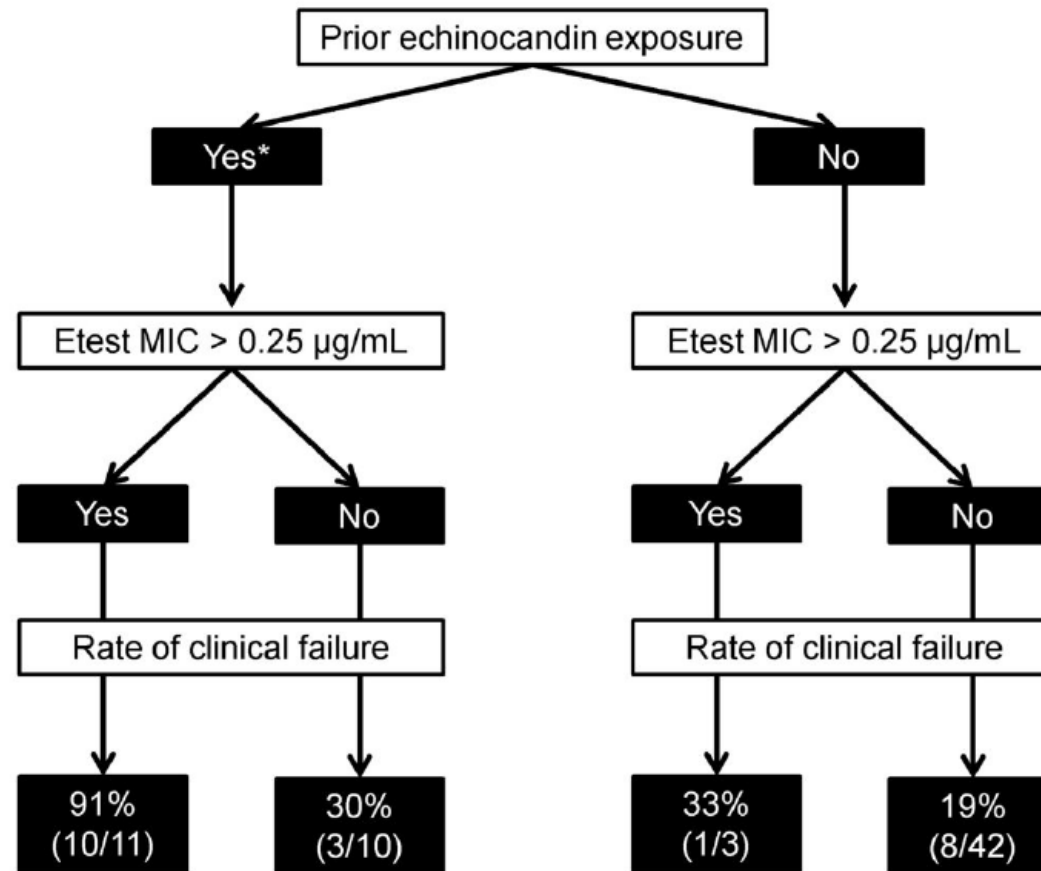 Prior echinocandin exposure
Yes*
No
Etest MIC > 0.25 µg/mL
Etest MIC > 0.25 µg/mL
Yes
No
Yes
No
Rate of clinical failure
Rate of clinical failure
91%
(10/11)
30%
(3/10)
33%
(1/3)
19%
(8/42)